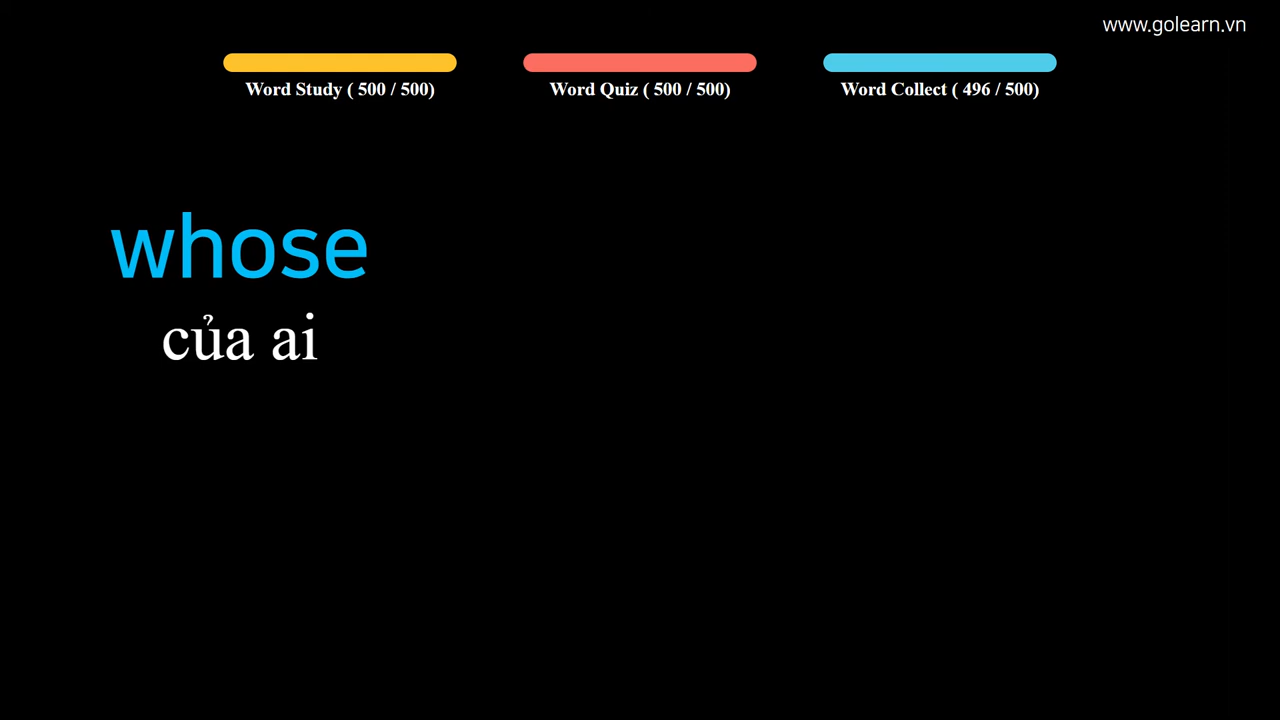 www.golearn.vn
Word Study ( 500 / 500)
Word Quiz ( 500 / 500)
Word Collect ( 496 / 500)
whose
của ai